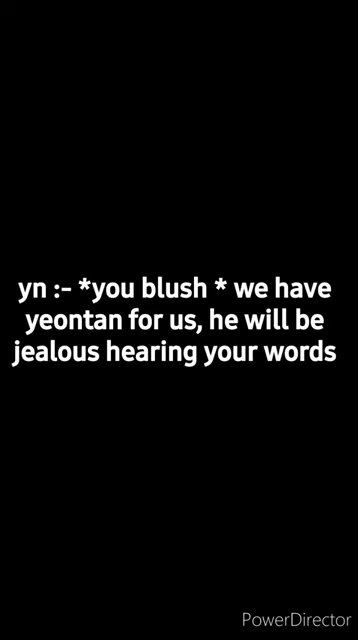 yn :- *you blush * we have
yeontan for us, he will be
jealous hearing your words
PowerDirector